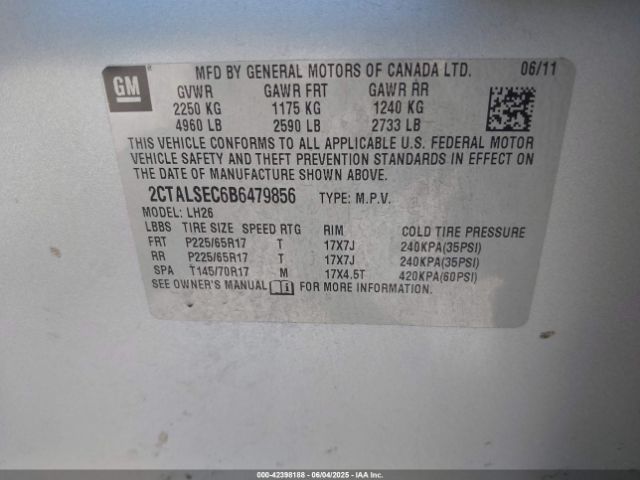 GM
MFD BY GENERAL MOTORS OF CANADA LTD. 06/11
GVWR GAWR FRT GAWR RR
2250 KG 1175 KG 1240 KG
4960 LB 2590 LB 2733 LB
THIS VEHICLE CONFORMS TO ALL APPLICABLE U.S. FEDERAL MOTOR
VEHICLE SAFETY AND THEFT PREVENTION STANDARDS IN EFFECT ON
THE DATE OF MANUFACTURE SHOWN ABOVE.
2CTALSEC6B6479856 TYPE: M.P.V.
MODEL: LH26
LBBS TIRE SIZE SPEED RTG RIM COLD TIRE PRESSURE
FRT P225/65R17 T 17X7J 240KPA(35PSI)
RR P225/65R17 T 17X7J 240KPA(35PSI)
SPA T145/70R17 M 17X4.5T 420KPA(60PSI)
SEE OWNER'S MANUAL FOR MORE INFORMATION.
000-42398188 - 06/04/2025 - IAAI Branch